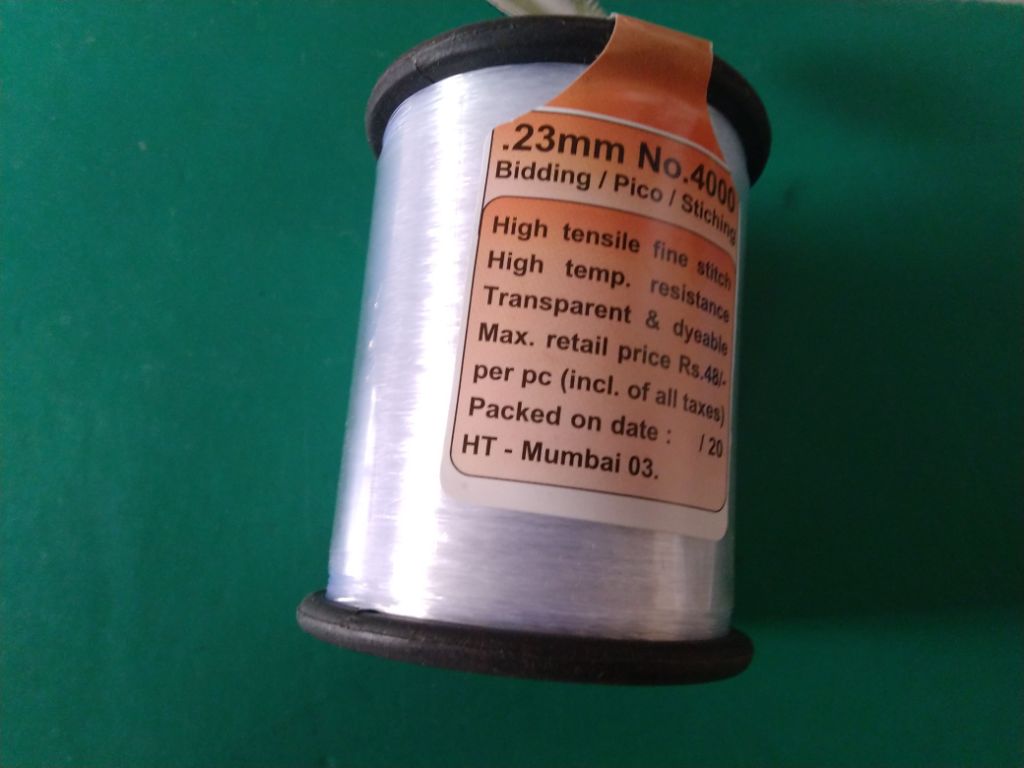 .23mm No.4000
Bidding / Pico / Stiching
High tensile fine stitch
High temp. resistance
Transparent & dyeable
Max. retail price Rs.48/-
per pc (incl. of all taxes)
Packed on date : / 20
HT - Mumbai 03.